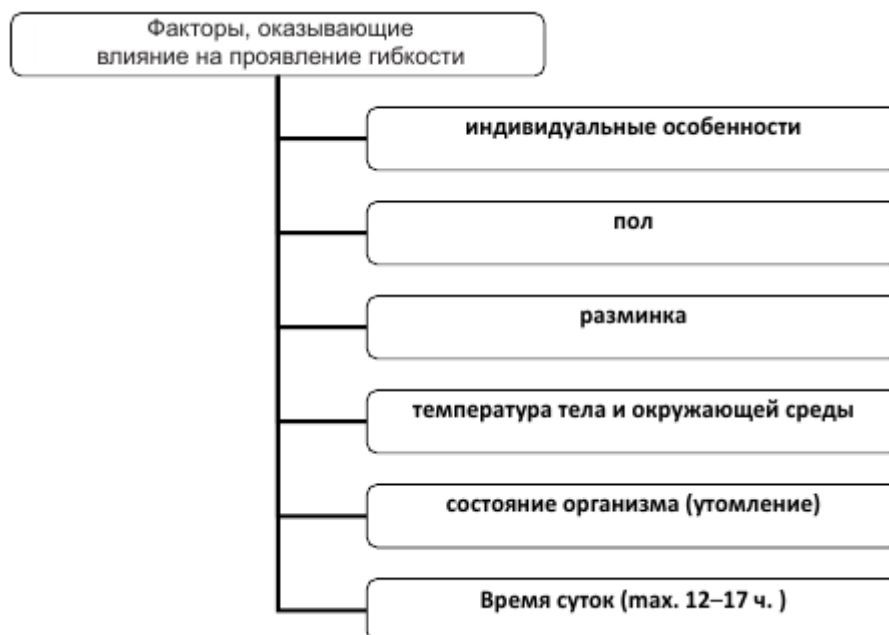 Факторы, оказывающие
влияние на проявление гибкости
индивидуальные особенности
пол
разминка
температура тела и окружающей среды
состояние организма (утомление)
Время суток (max. 12–17 ч. )